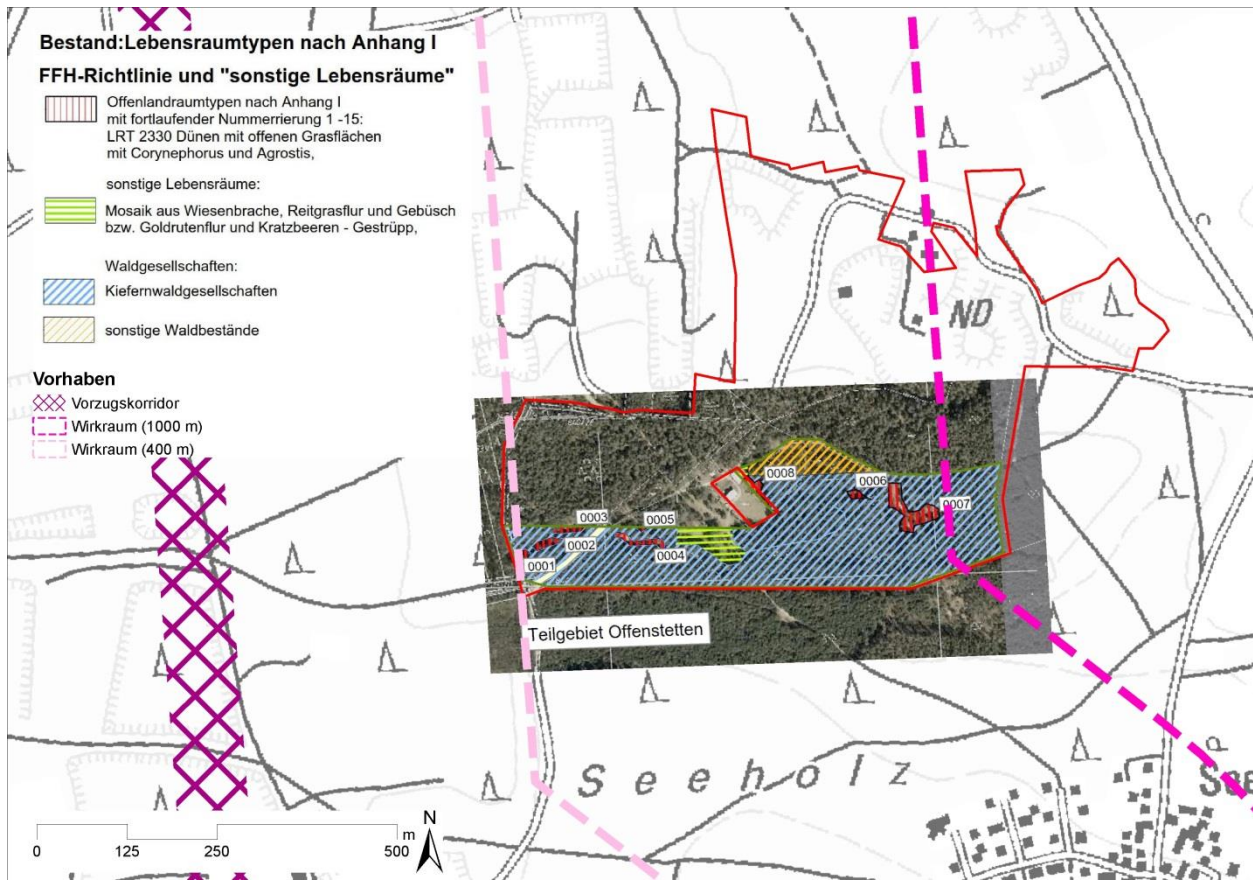 Bestand:Lebensraumtypen nach Anhang I
FFH-Richtlinie und "sonstige Lebensräume"
Offenlandraumtypen nach Anhang I
mit fortlaufender Nummerrierung 1 -15:
LRT 2330 Dünen mit offenen Grasflächen
mit Corynephorus und Agrostis,
sonstige Lebensräume:
Mosaik aus Wiesenbrache, Reitgrasflur und Gebüsch
bzw. Goldrutenflur und Kratzbeeren - Gestrüpp,
Waldgesellschaften:
Kiefernwaldgesellschaften
sonstige Waldbestände
Vorhaben
Vorzugskorridor
Wirkraum (1000 m)
Wirkraum (400 m)
ND
0008
0006
0007
0003
0005
0002
0004
0001
Teilgebiet Offenstetten
Seeholz
See
N
m
0 125 250 500